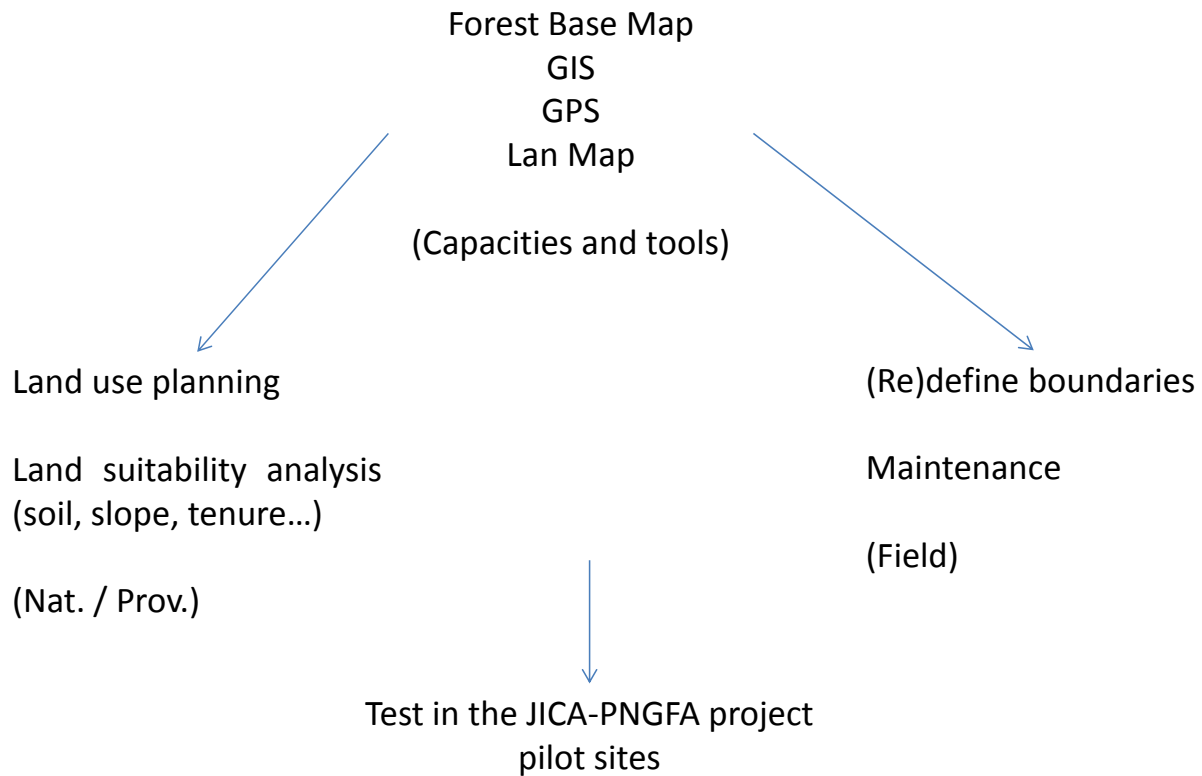 Forest Base Map
GIS
GPS
Lan Map
(Capacities and tools)
Land use planning
Land suitability analysis
(soil, slope, tenure…)
(Nat. / Prov.)
(Re)define boundaries
Maintenance
(Field)
Test in the JICA-PNGFA project
pilot sites